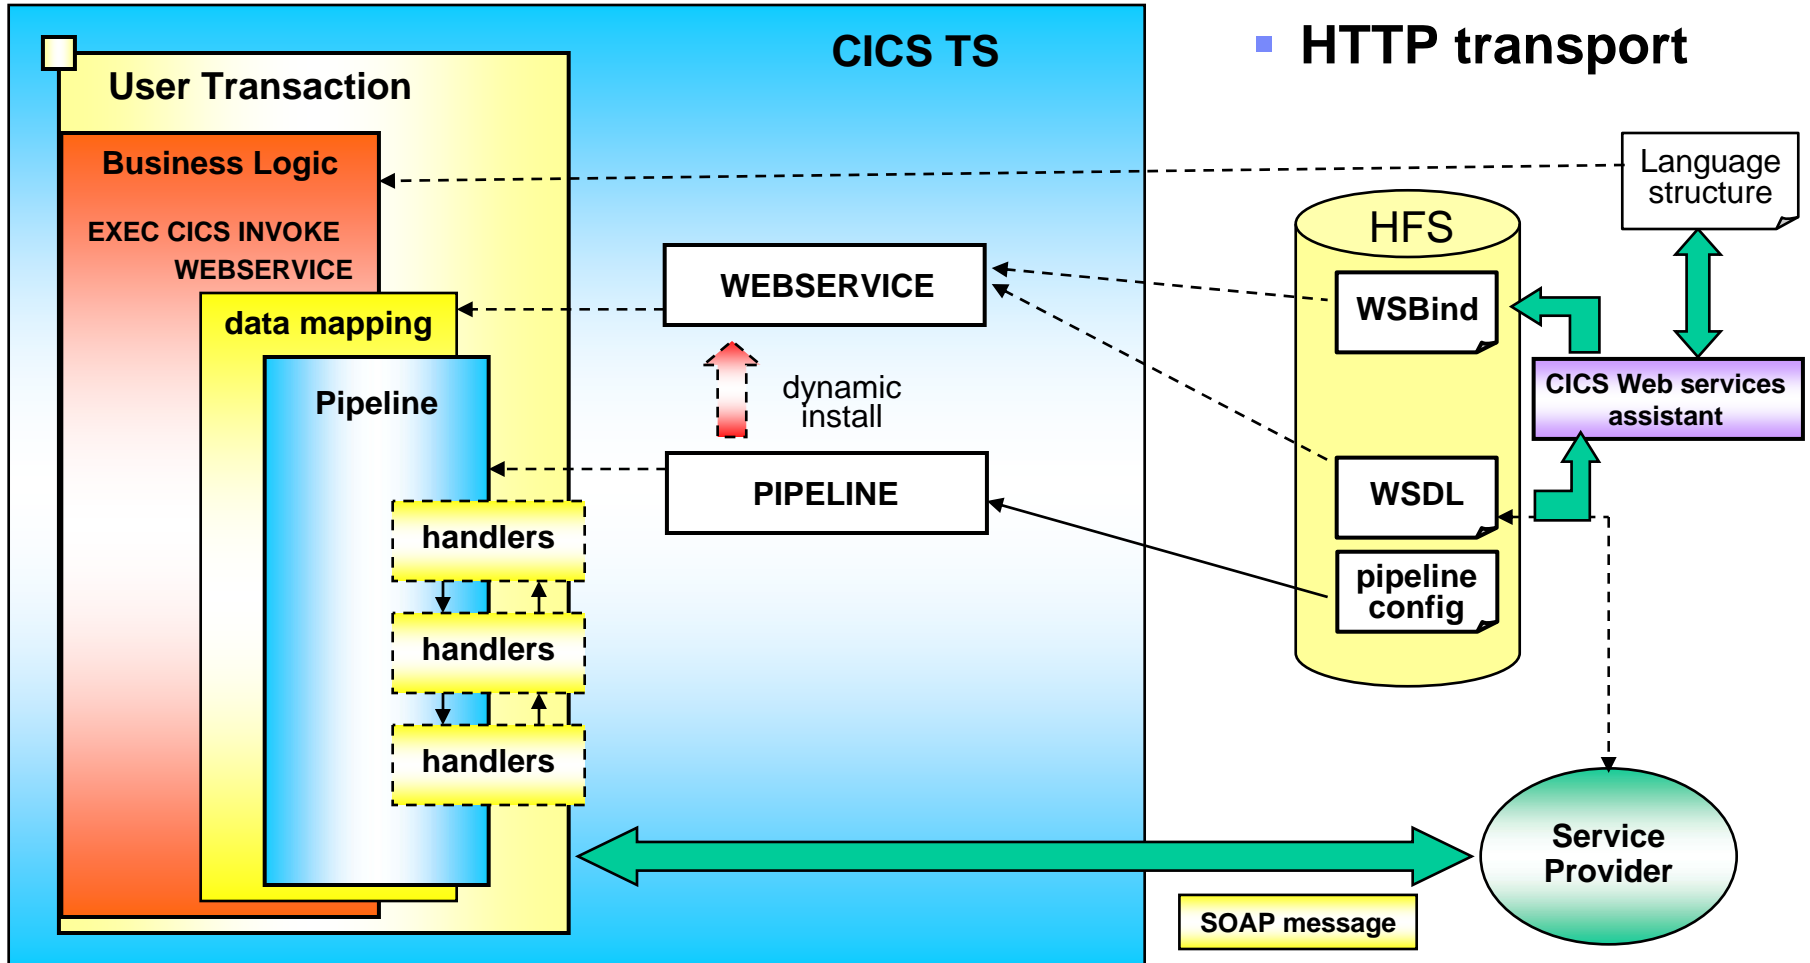 CICS TS
HTTP transport
User Transaction
Business Logic
EXEC CICS INVOKE
WEBSERVICE
data mapping
Pipeline
handlers
handlers
handlers
WEBSERVICE
dynamic
install
PIPELINE
HFS
WSBind
WSDL
pipeline
config
Language
structure
CICS Web services
assistant
Service
Provider
SOAP message